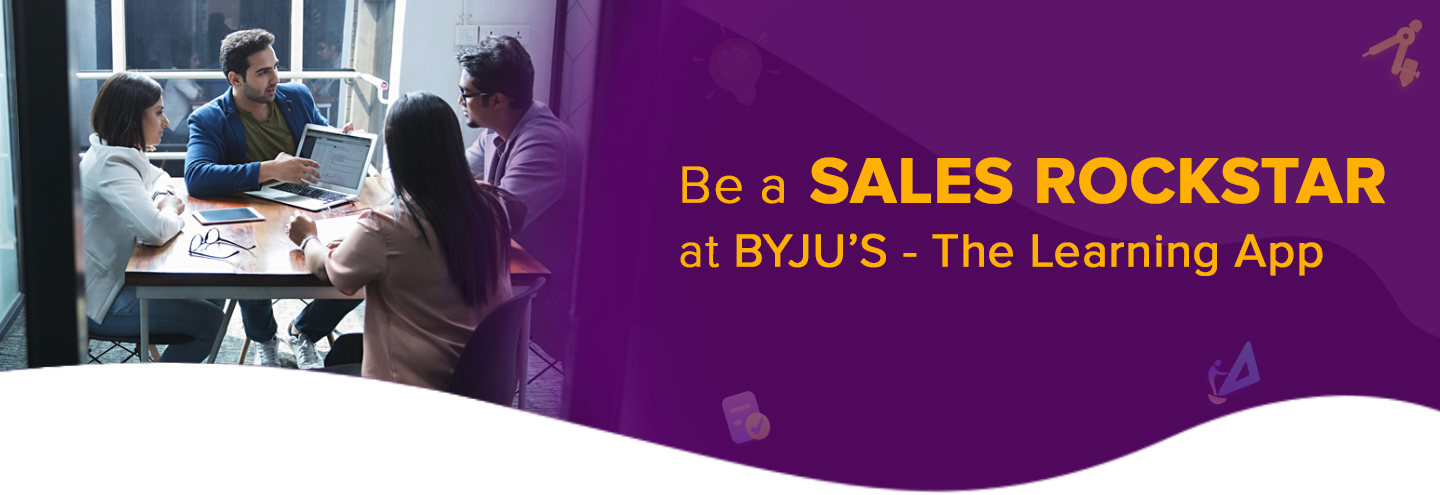 Be a SALES ROCKSTAR
at BYJU'S - The Learning App